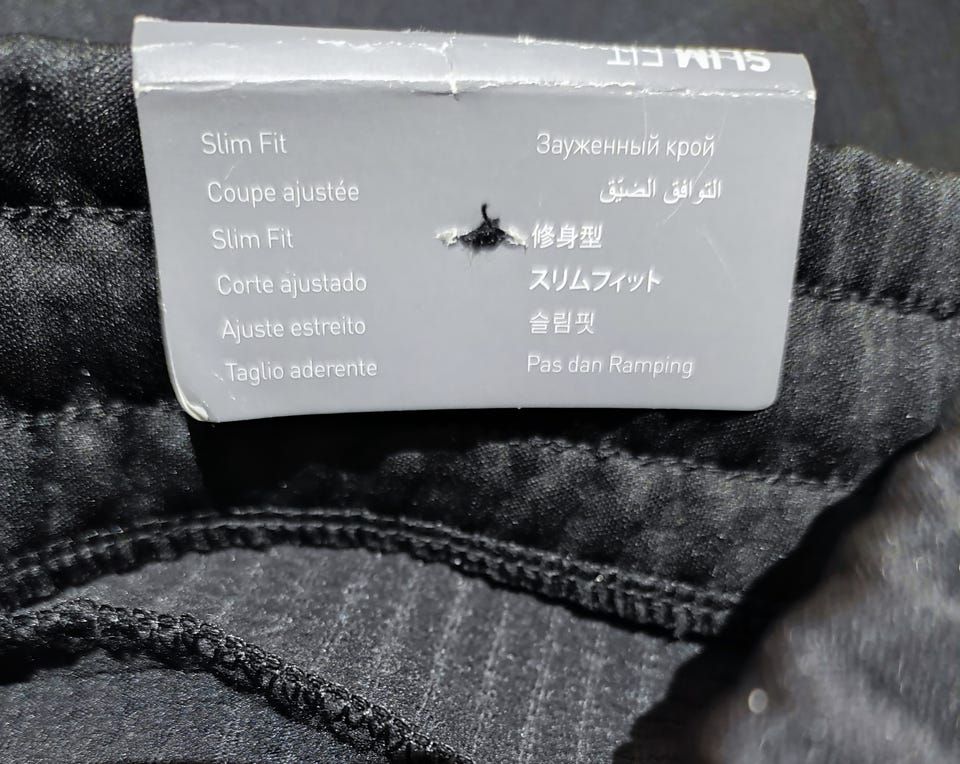 SLIM FIT
Slim Fit
Coupe ajustée
Slim Fit
Corte ajustado
Ajuste estreito
Taglio aderente
Зауженный крой
التوافق الضيّق
修身型
スリムフィット
슬림핏
Pas dan Ramping